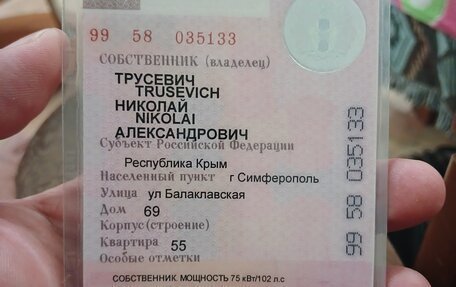 99 58 035133
СОБСТВЕННИК (владелец)
ТРУСЕВИЧ
TRUSEVICH
НИКОЛАЙ
NIKOLAI
АЛЕКСАНДРОВИЧ
Субъект Российской Федерации
Республика Крым
Населенный пункт г Симферополь
Улица ул Балаклавская
Дом 69
Корпус(строение)
Квартира 55
Особые отметки
СОБСТВЕННИК. МОЩНОСТЬ 75 кВт/102 л.с
99 58 035133